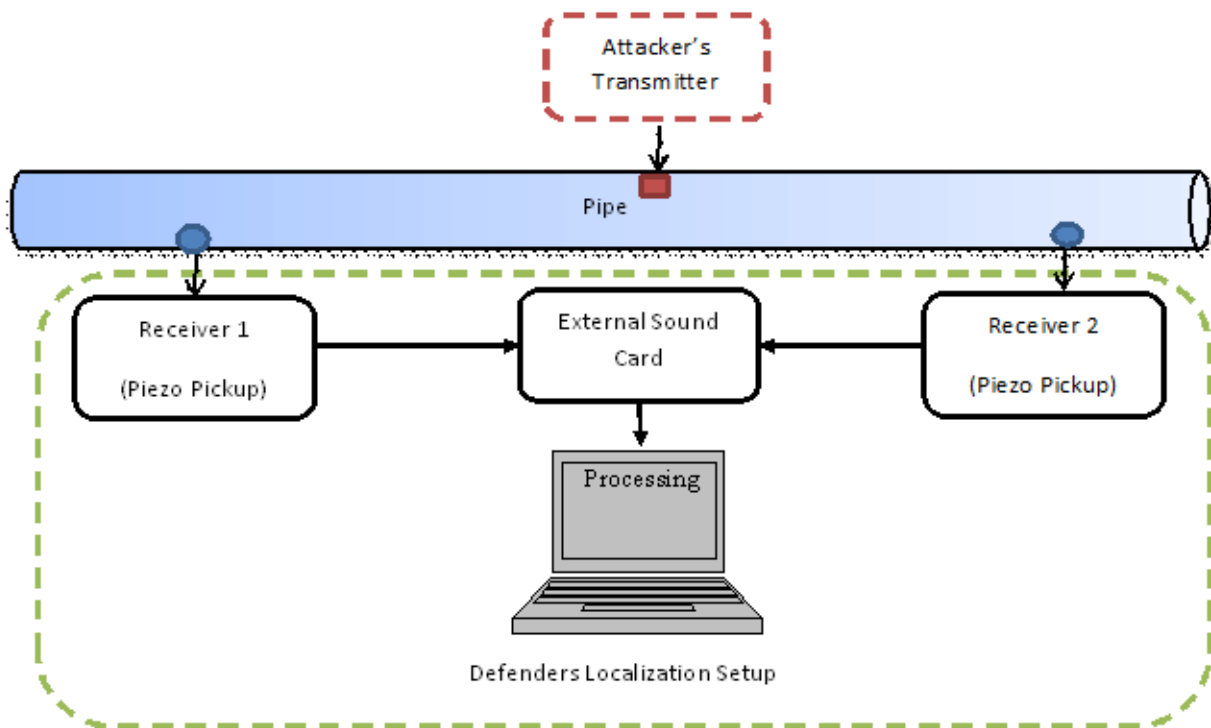 Attacker's
Transmitter
Pipe
Receiver 1
(Piezo Pickup)
External Sound
Card
Receiver 2
(Piezo Pickup)
Processing
Defenders Localization Setup